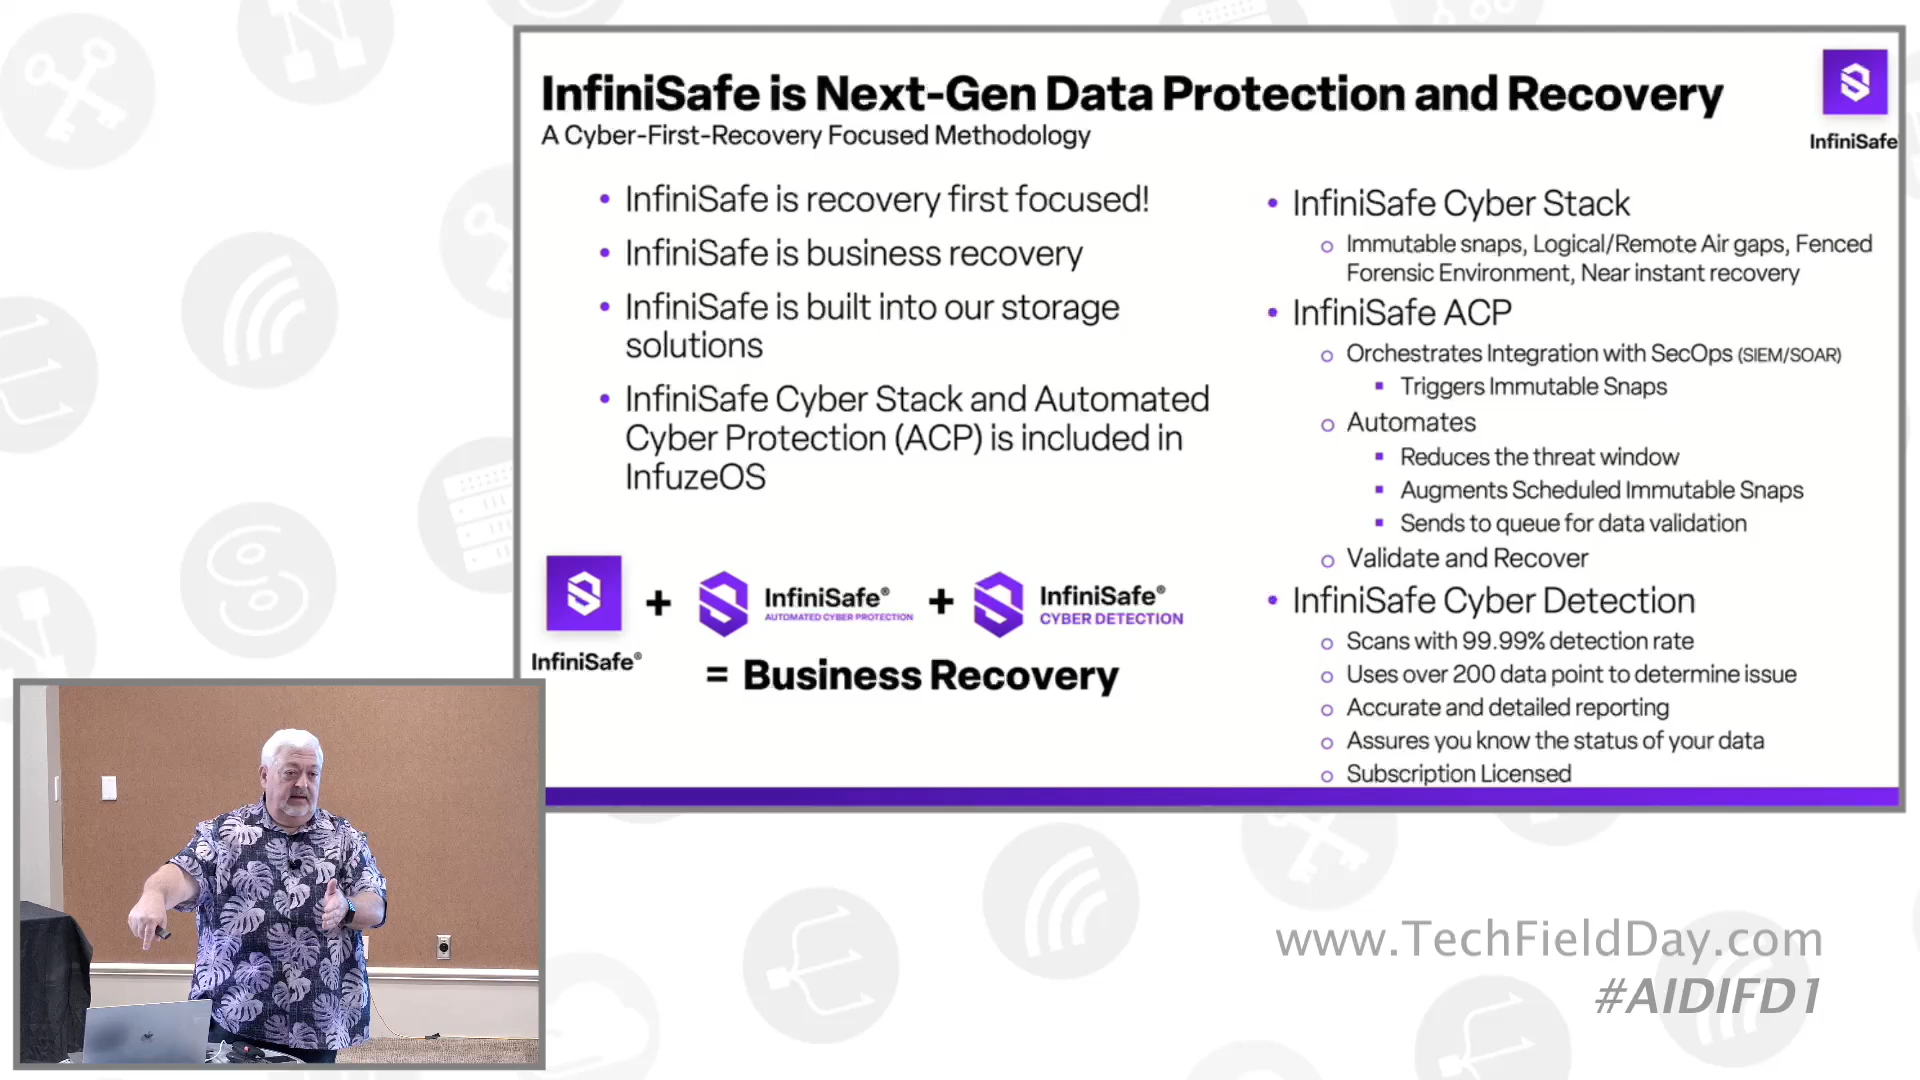 InfiniSafe is Next-Gen Data Protection and Recovery
A Cyber-First-Recovery Focused Methodology
InfiniSafe
• InfiniSafe is recovery first focused!
• InfiniSafe is business recovery
• InfiniSafe is built into our storage
solutions
• InfiniSafe Cyber Stack and Automated
Cyber Protection (ACP) is included in
InfuzeOS
InfiniSafe®
+
InfiniSafe®
AUTOMATED CYBER PROTECTION
+
InfiniSafe®
CYBER DETECTION
= Business Recovery
• InfiniSafe Cyber Stack
○ Immutable snaps, Logical/Remote Air gaps, Fenced
Forensic Environment, Near instant recovery
• InfiniSafe ACP
○ Orchestrates Integration with SecOps (SIEM/SOAR)
▪ Triggers Immutable Snaps
○ Automates
▪ Reduces the threat window
▪ Augments Scheduled Immutable Snaps
▪ Sends to queue for data validation
○ Validate and Recover
• InfiniSafe Cyber Detection
○ Scans with 99.99% detection rate
○ Uses over 200 data point to determine issue
○ Accurate and detailed reporting
○ Assures you know the status of your data
○ Subscription Licensed
www.TechFieldDay.com
#AIDIFD1